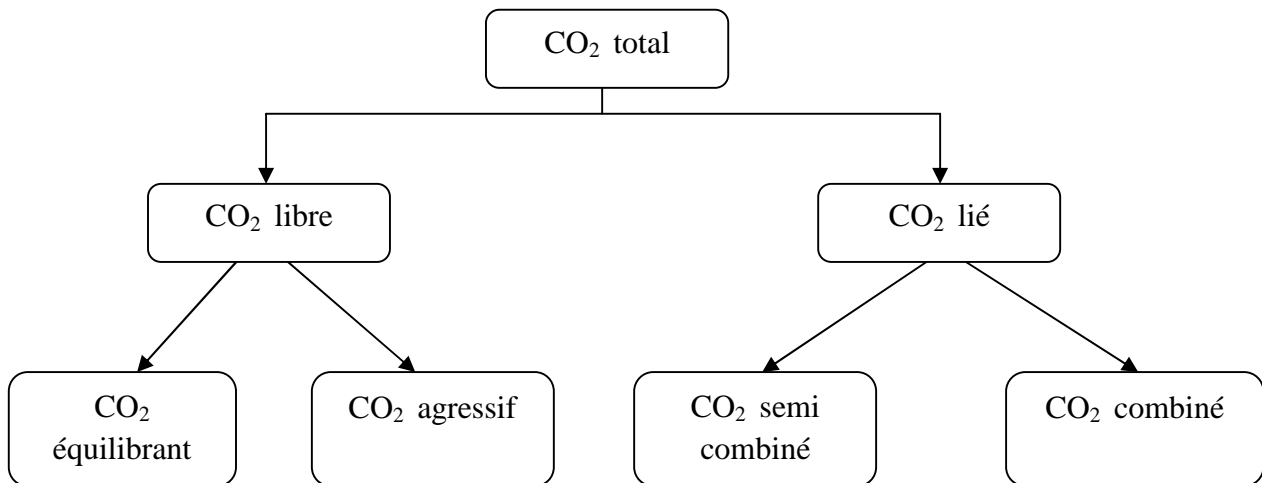 CO₂ total
CO₂ libre
CO₂ lié
CO₂
équilibrant
CO₂ agressif
CO₂ semi
combiné
CO₂ combiné